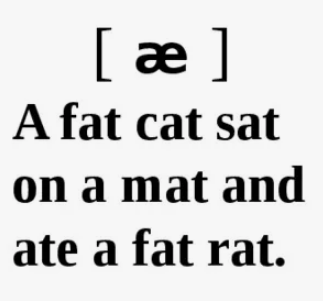 [ æ ]
A fat cat sat
on a mat and
ate a fat rat.